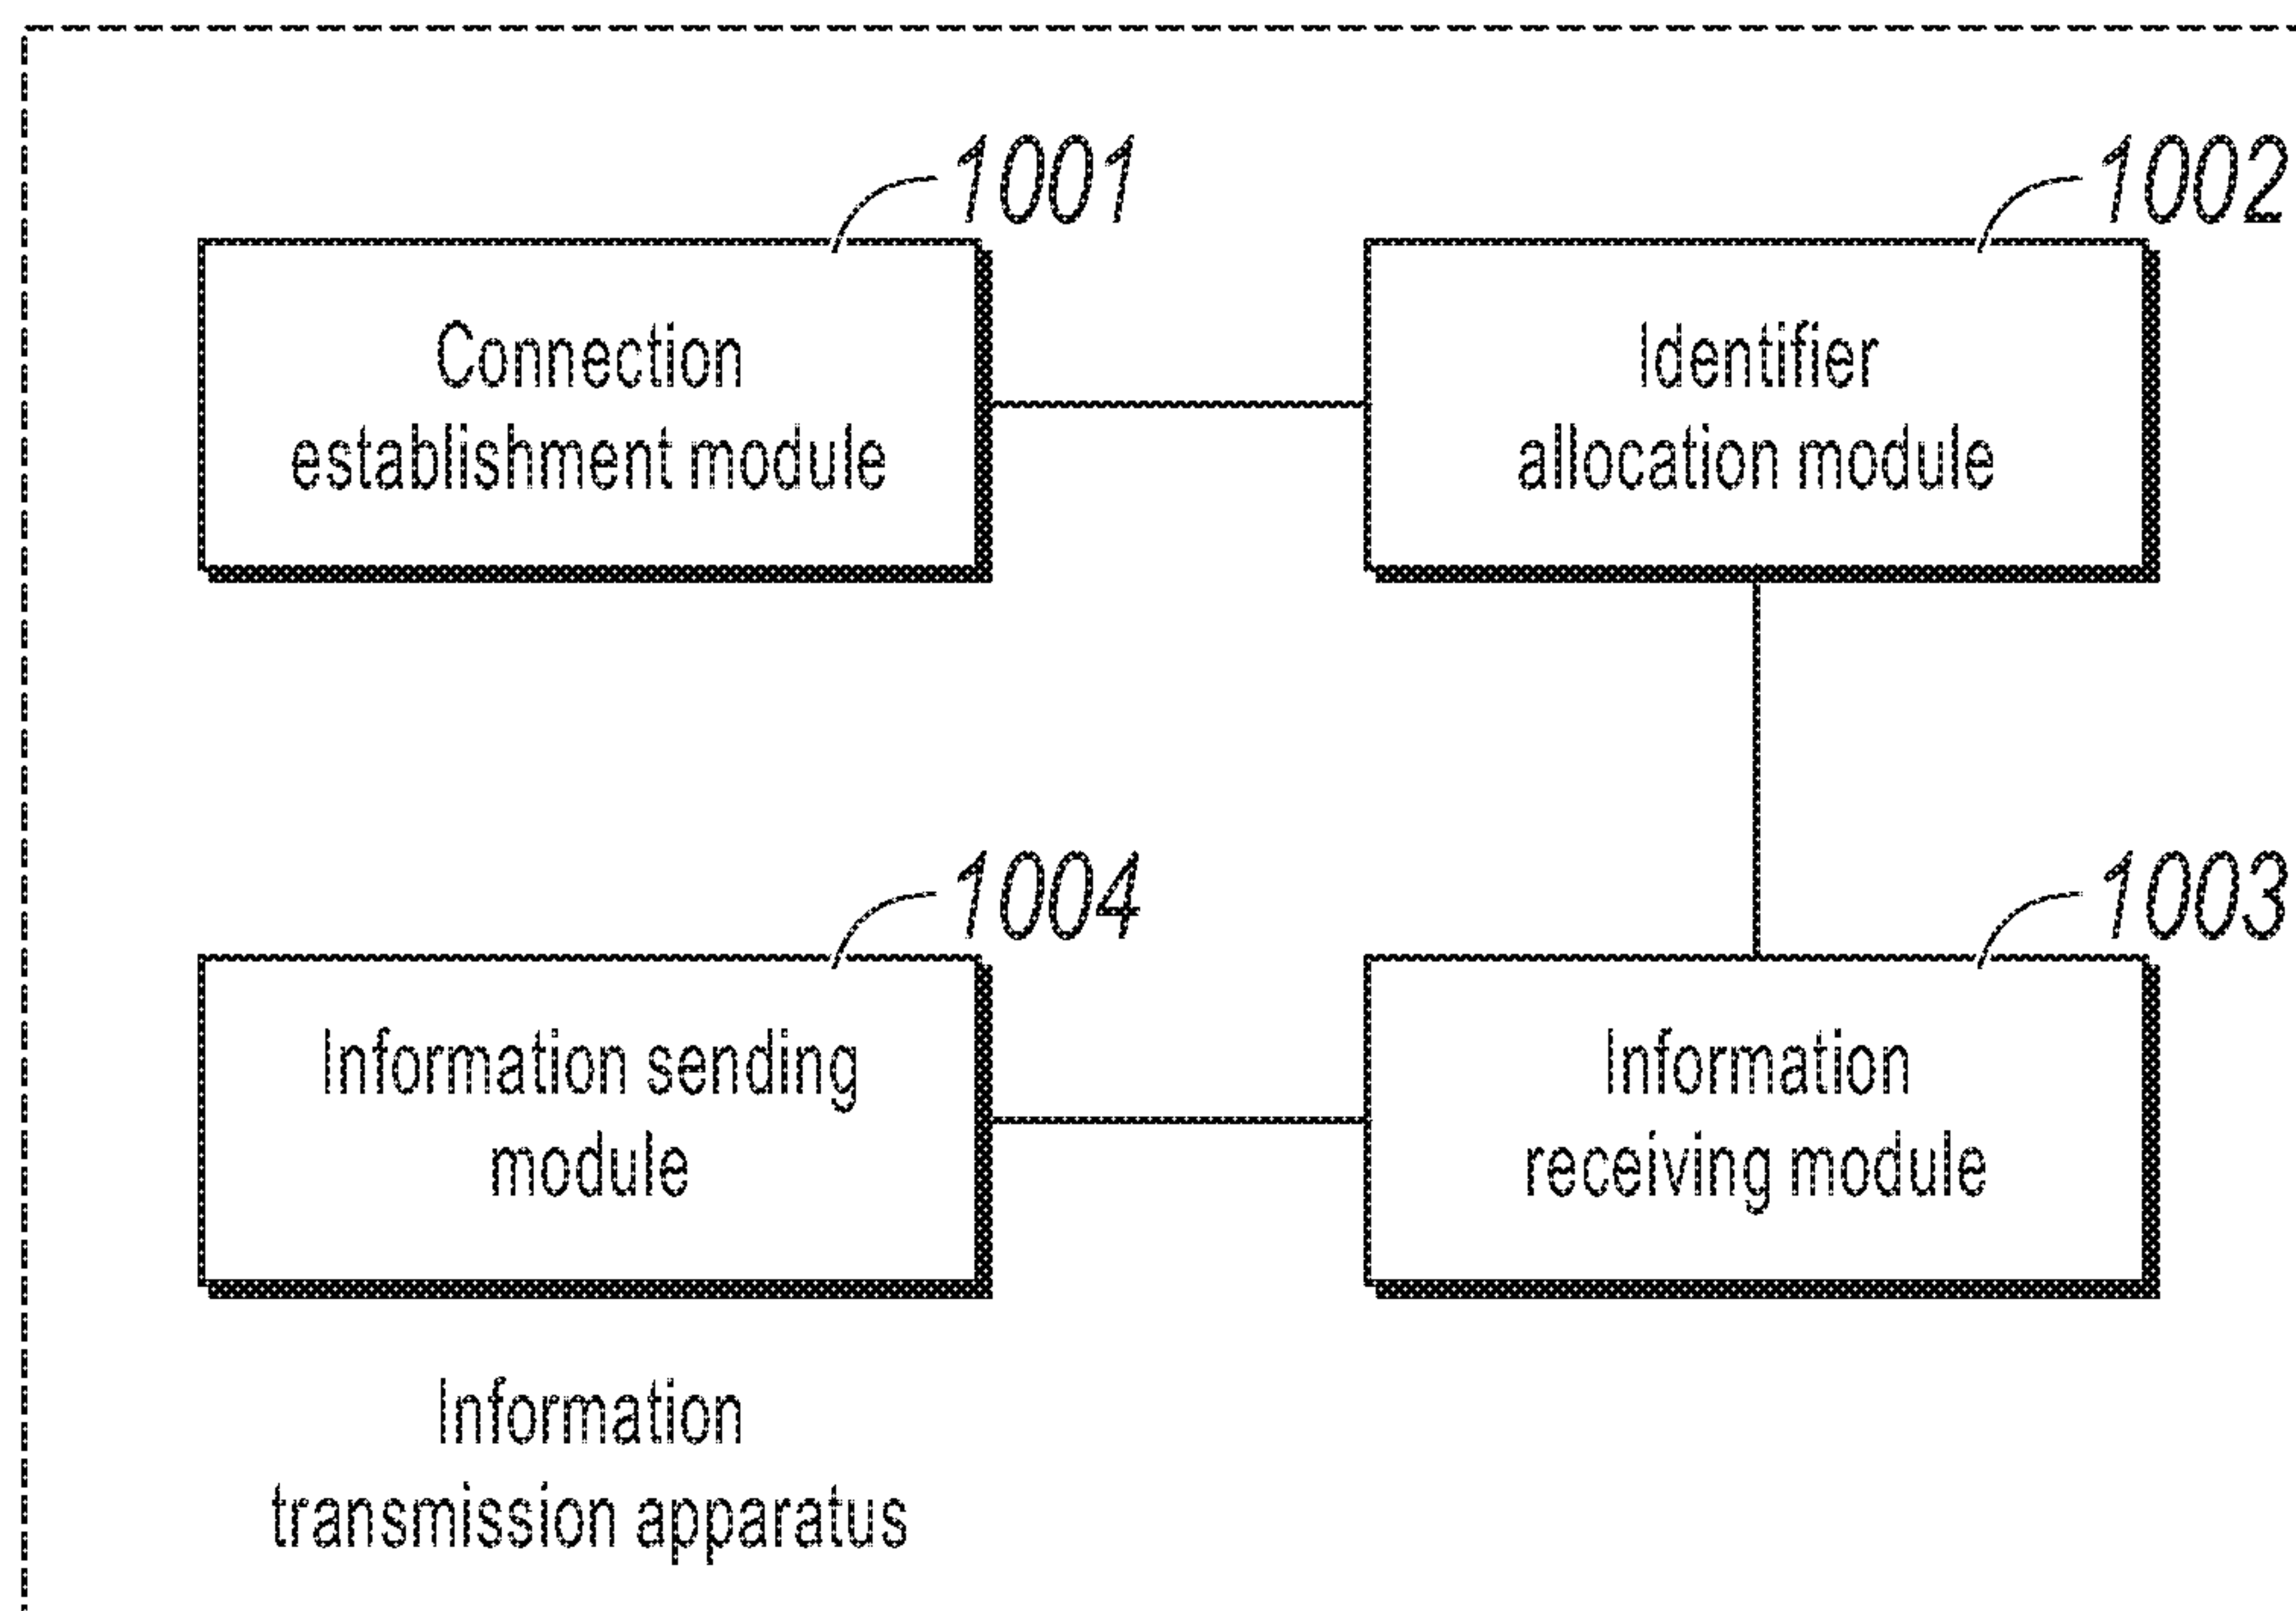 1001
1002
Connection
establishment module
Identifier
allocation module
1004
1003
Information sending
module
Information
receiving module
Information
transmission apparatus